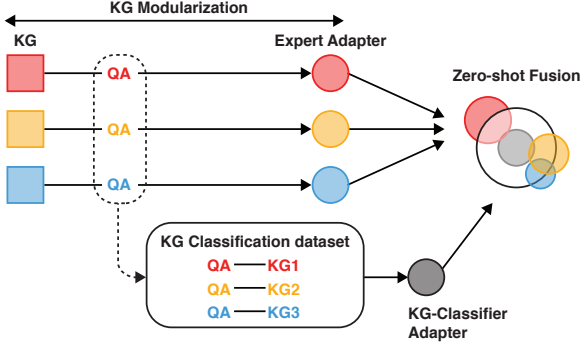 KG Modularization
KG
Expert Adapter
QA
Zero-shot Fusion
QA
QA
KG Classification dataset
QA KG1
QA KG2
QA KG3
KG-Classifier
Adapter